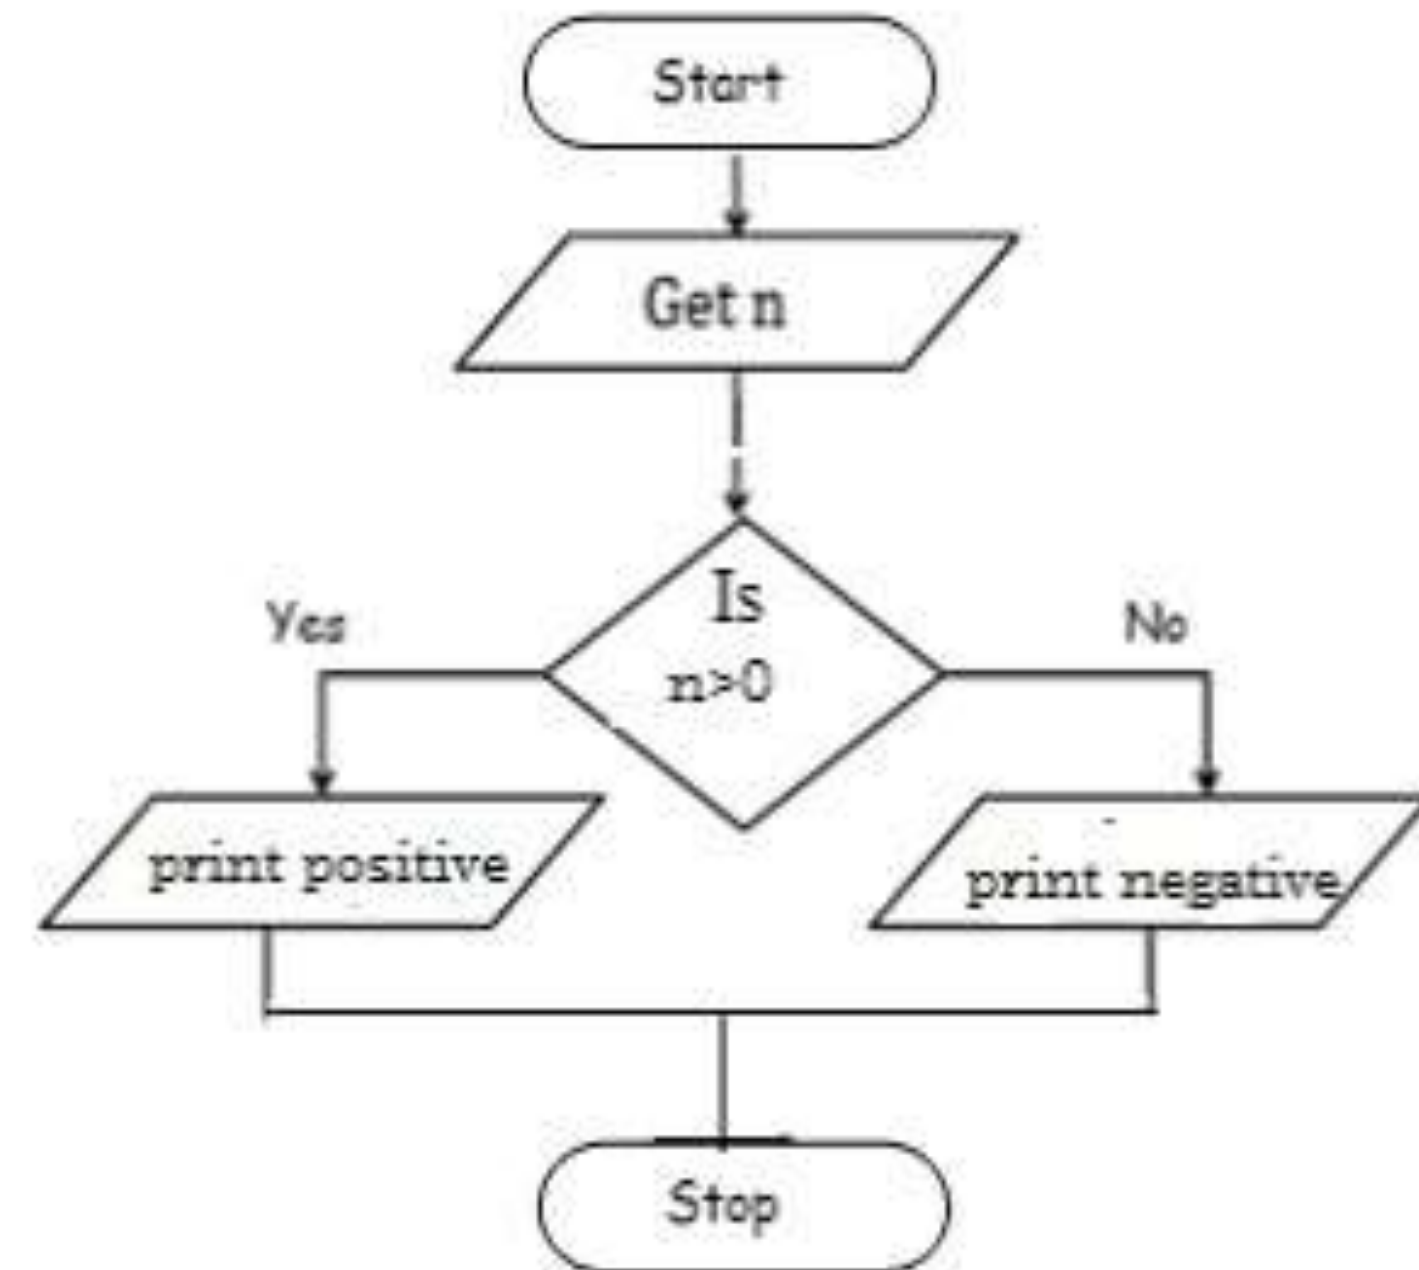 Start
Get n
Is
n>0
Yes
No
print positive
print negative
Stop